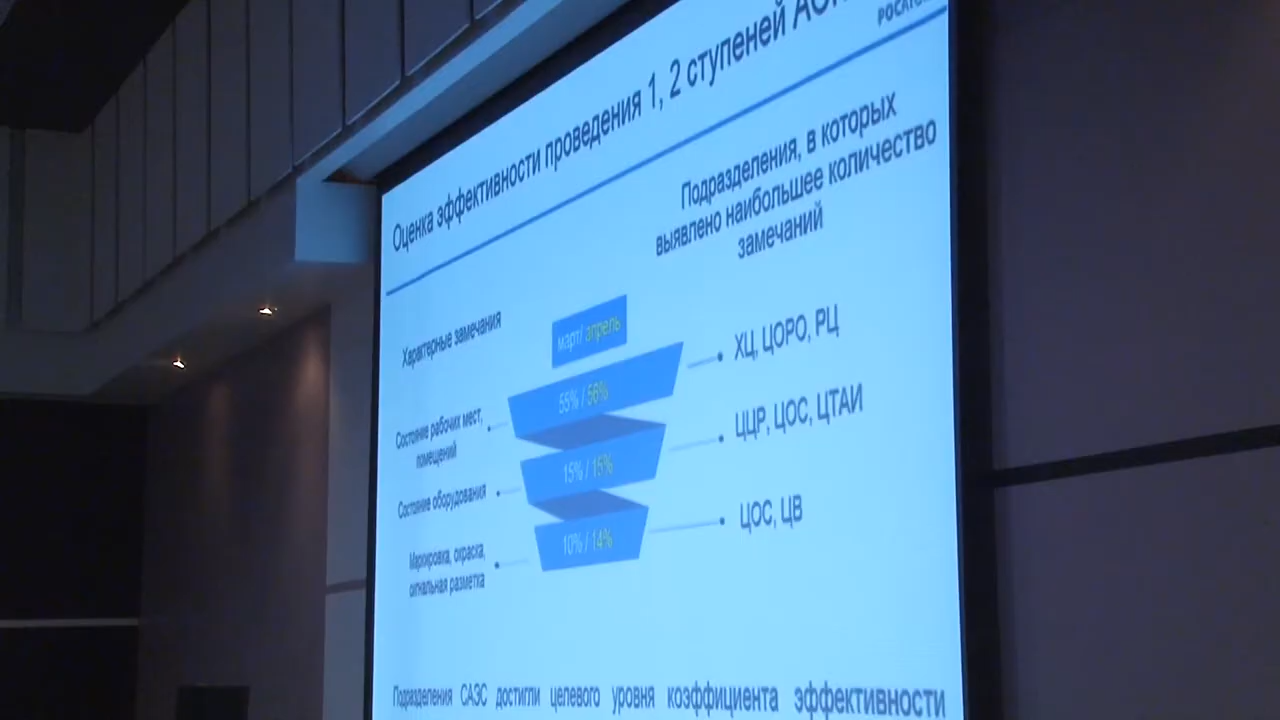 Оценка эффективности проведения 1, 2 ступеней
Подразделения, в которых
выявлено наибольшее количество
замечаний
Характерные замечания
март/ апрель
55% / 56%
ХЦ, ЦОРО, РЦ
Состояние рабочих мест,
помещений
15% / 15%
ЦЦР, ЦОС, ЦТАИ
Состояние оборудования
10% / 14%
ЦОС, ЦВ
Маркировка, окраска,
сигнальная разметка
Подразделения САЗС достигли целевого уровня коэффициента эффективности